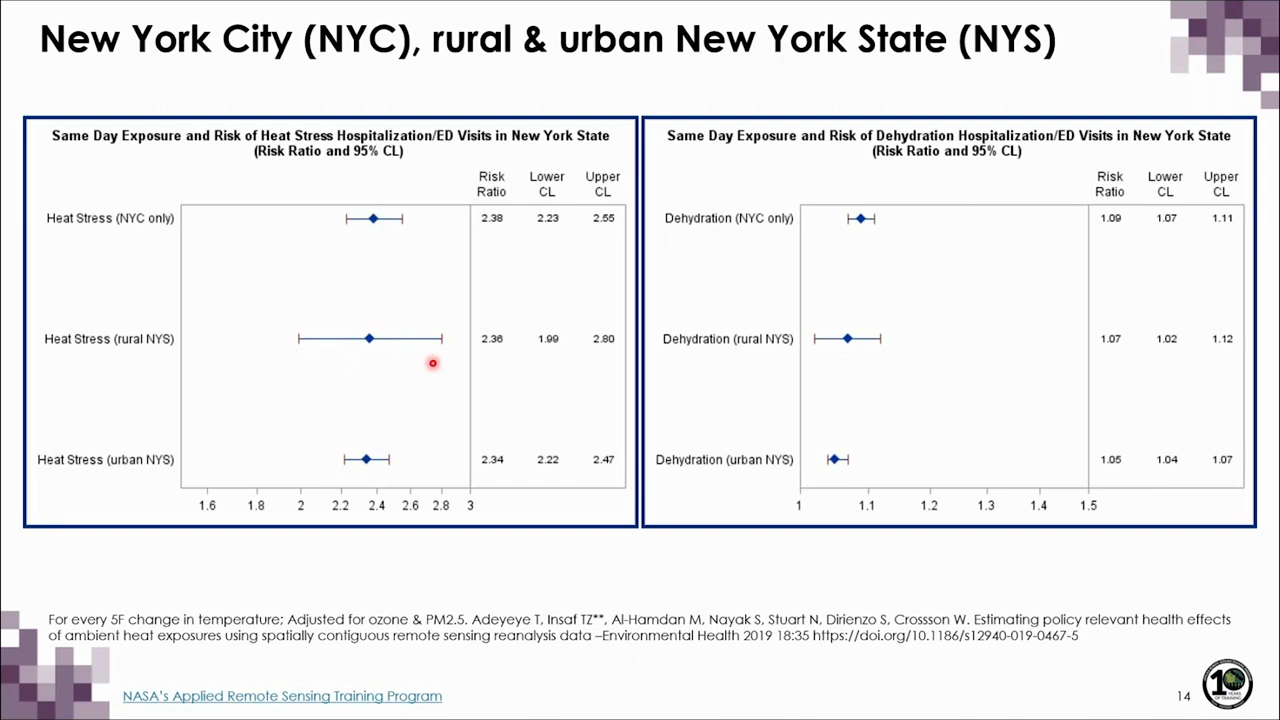 New York City (NYC), rural & urban New York State (NYS)
Same Day Exposure and Risk of Heat Stress Hospitalization/ED Visits in New York State
(Risk Ratio and 95% CL)
Risk Ratio Lower CL Upper CL
Heat Stress (NYC only) 2.38 2.23 2.55
Heat Stress (rural NYS) 2.36 1.99 2.80
Heat Stress (urban NYS) 2.34 2.22 2.47
1.6 1.8 2 2.2 2.4 2.6 2.8 3
Same Day Exposure and Risk of Dehydration Hospitalization/ED Visits in New York State
(Risk Ratio and 95% CL)
Risk Ratio Lower CL Upper CL
Dehydration (NYC only) 1.09 1.07 1.11
Dehydration (rural NYS) 1.07 1.02 1.12
Dehydration (urban NYS) 1.05 1.04 1.07
1 1.1 1.2 1.3 1.4 1.5
For every 5F change in temperature; Adjusted for ozone & PM2.5. Adeyeye T, Insaf TZ**, Al-Hamdan M, Nayak S, Stuart N, Dirienzo S, Crossson W. Estimating policy relevant health effects
of ambient heat exposures using spatially contiguous remote sensing reanalysis data –Environmental Health 2019 18:35 https://doi.org/10.1186/s12940-019-0467-5
NASA's Applied Remote Sensing Training Program
14
10
YEARS
OF TRAINING